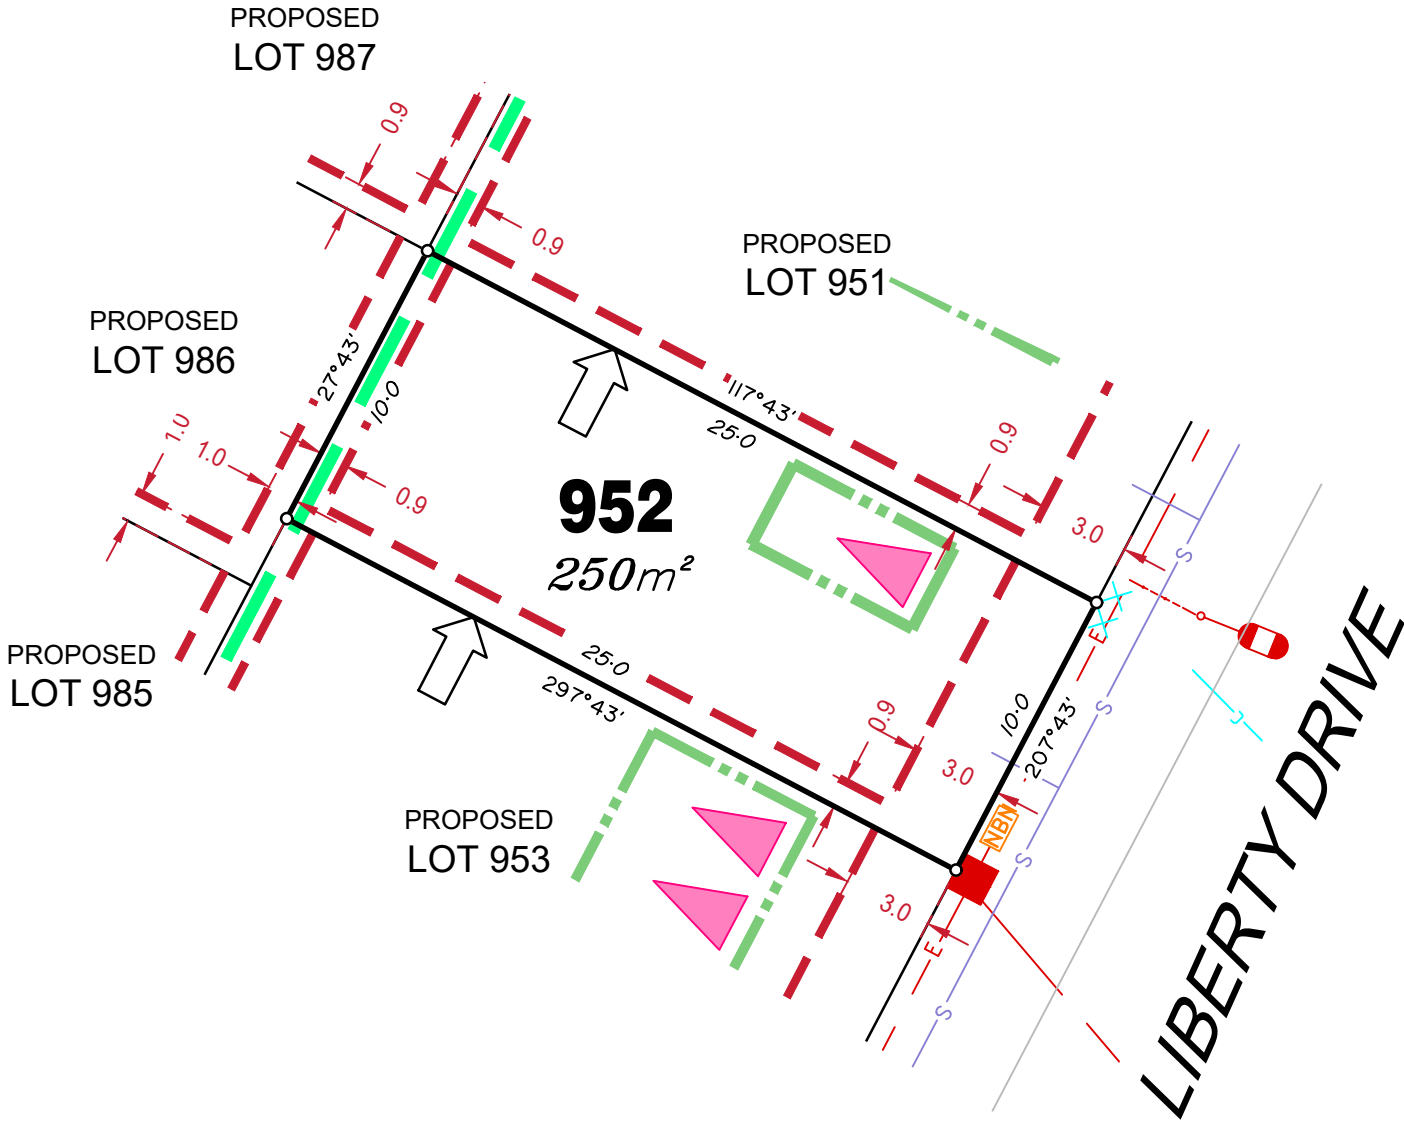 PROPOSED
LOT 987
0.9
0.9
PROPOSED
LOT 951
PROPOSED
LOT 986
27°43'
10·0
117°43'
25·0
1.0
1.0
0.9
0.9
3.0
952
250m²
S
E
PROPOSED
LOT 985
25·0
297°43'
0.9
3.0
10·0
207°43'
S
J
PROPOSED
LOT 953
NBN
S
3.0
E
S
LIBERTY DRIVE